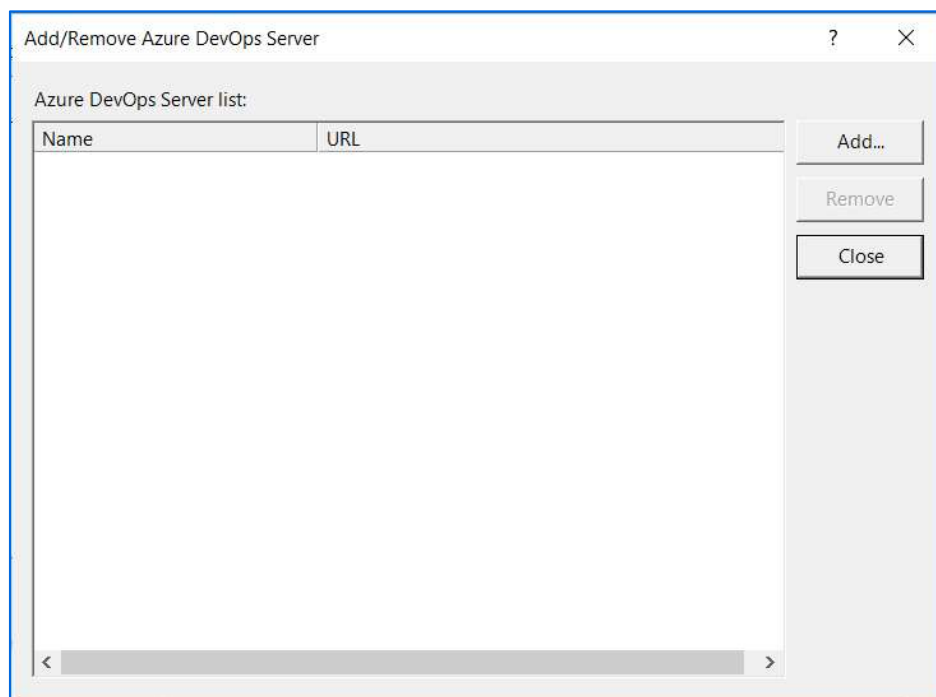 Add/Remove Azure DevOps Server
Azure DevOps Server list:
Name URL
Add...
Remove
Close